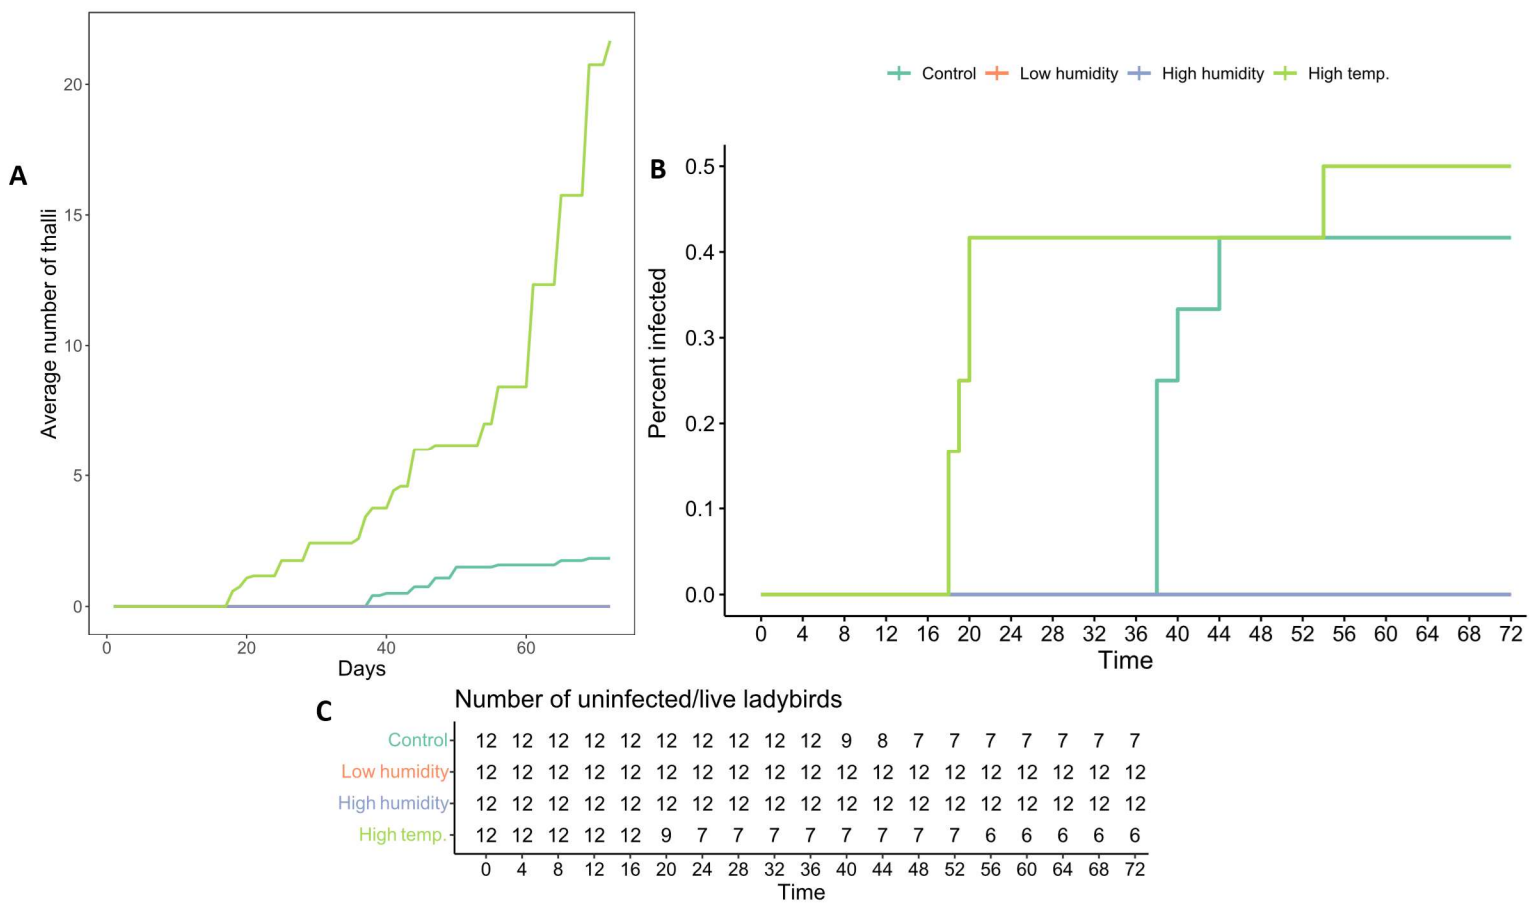 A
Average number of thalli
20
15
10
5
0
0 20 40 60
Days
Control Low humidity High humidity High temp.
B
Percent infected
0.5
0.4
0.3
0.2
0.1
0.0
0 4 8 12 16 20 24 28 32 36 40 44 48 52 56 60 64 68 72
Time
C
Number of uninfected/live ladybirds
Control 12 12 12 12 12 12 12 12 12 12 9 8 7 7 7 7 7 7 7
Low humidity 12 12 12 12 12 12 12 12 12 12 12 12 12 12 12 12 12 12 12
High humidity 12 12 12 12 12 12 12 12 12 12 12 12 12 12 12 12 12 12 12
High temp. 12 12 12 12 12 9 7 7 7 7 7 7 7 7 6 6 6 6 6
0 4 8 12 16 20 24 28 32 36 40 44 48 52 56 60 64 68 72
Time